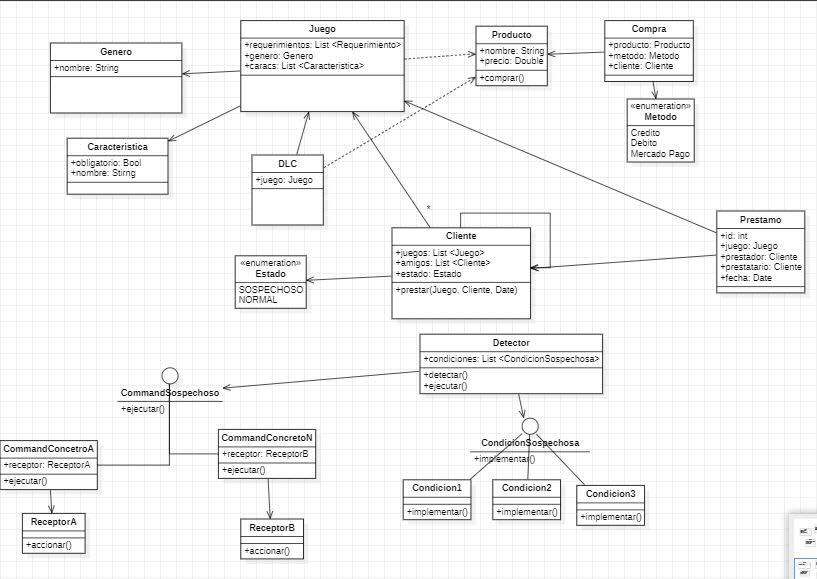 Juego
+requerimientos: List <Requerimiento>
+genero: Genero
+caracs: List <Caracteristica>
Producto
+nombre: String
+precio: Double
+comprar()
Compra
+producto: Producto
+metodo: Metodo
+cliente: Cliente
Genero
+nombre: String
«enumeration»
Metodo
Credito
Debito
Mercado Pago
Caracteristica
+obligatorio: Bool
+nombre: Stirng
DLC
+juego: Juego
*
Cliente
+juegos: List <Juego>
+amigos: List <Cliente>
+estado: Estado
+prestar(Juego, Cliente, Date)
Prestamo
+id: int
+juego: Juego
+prestador: Cliente
+prestatario: Cliente
+fecha: Date
«enumeration»
Estado
SOSPECHOSO
NORMAL
Detector
+condiciones: List <CondicionSospechosa>
+detectar()
+ejecutar()
CommandSospechoso
+ejecutar()
CommandConcetroA
+receptor: ReceptorA
+ejecutar()
CommandConcretoN
+receptor: ReceptorB
+ejecutar()
CondicionSospechosa
+implementar()
Condicion1
+implementar()
Condicion2
+implementar()
Condicion3
+implementar()
ReceptorA
+accionar()
ReceptorB
+accionar()